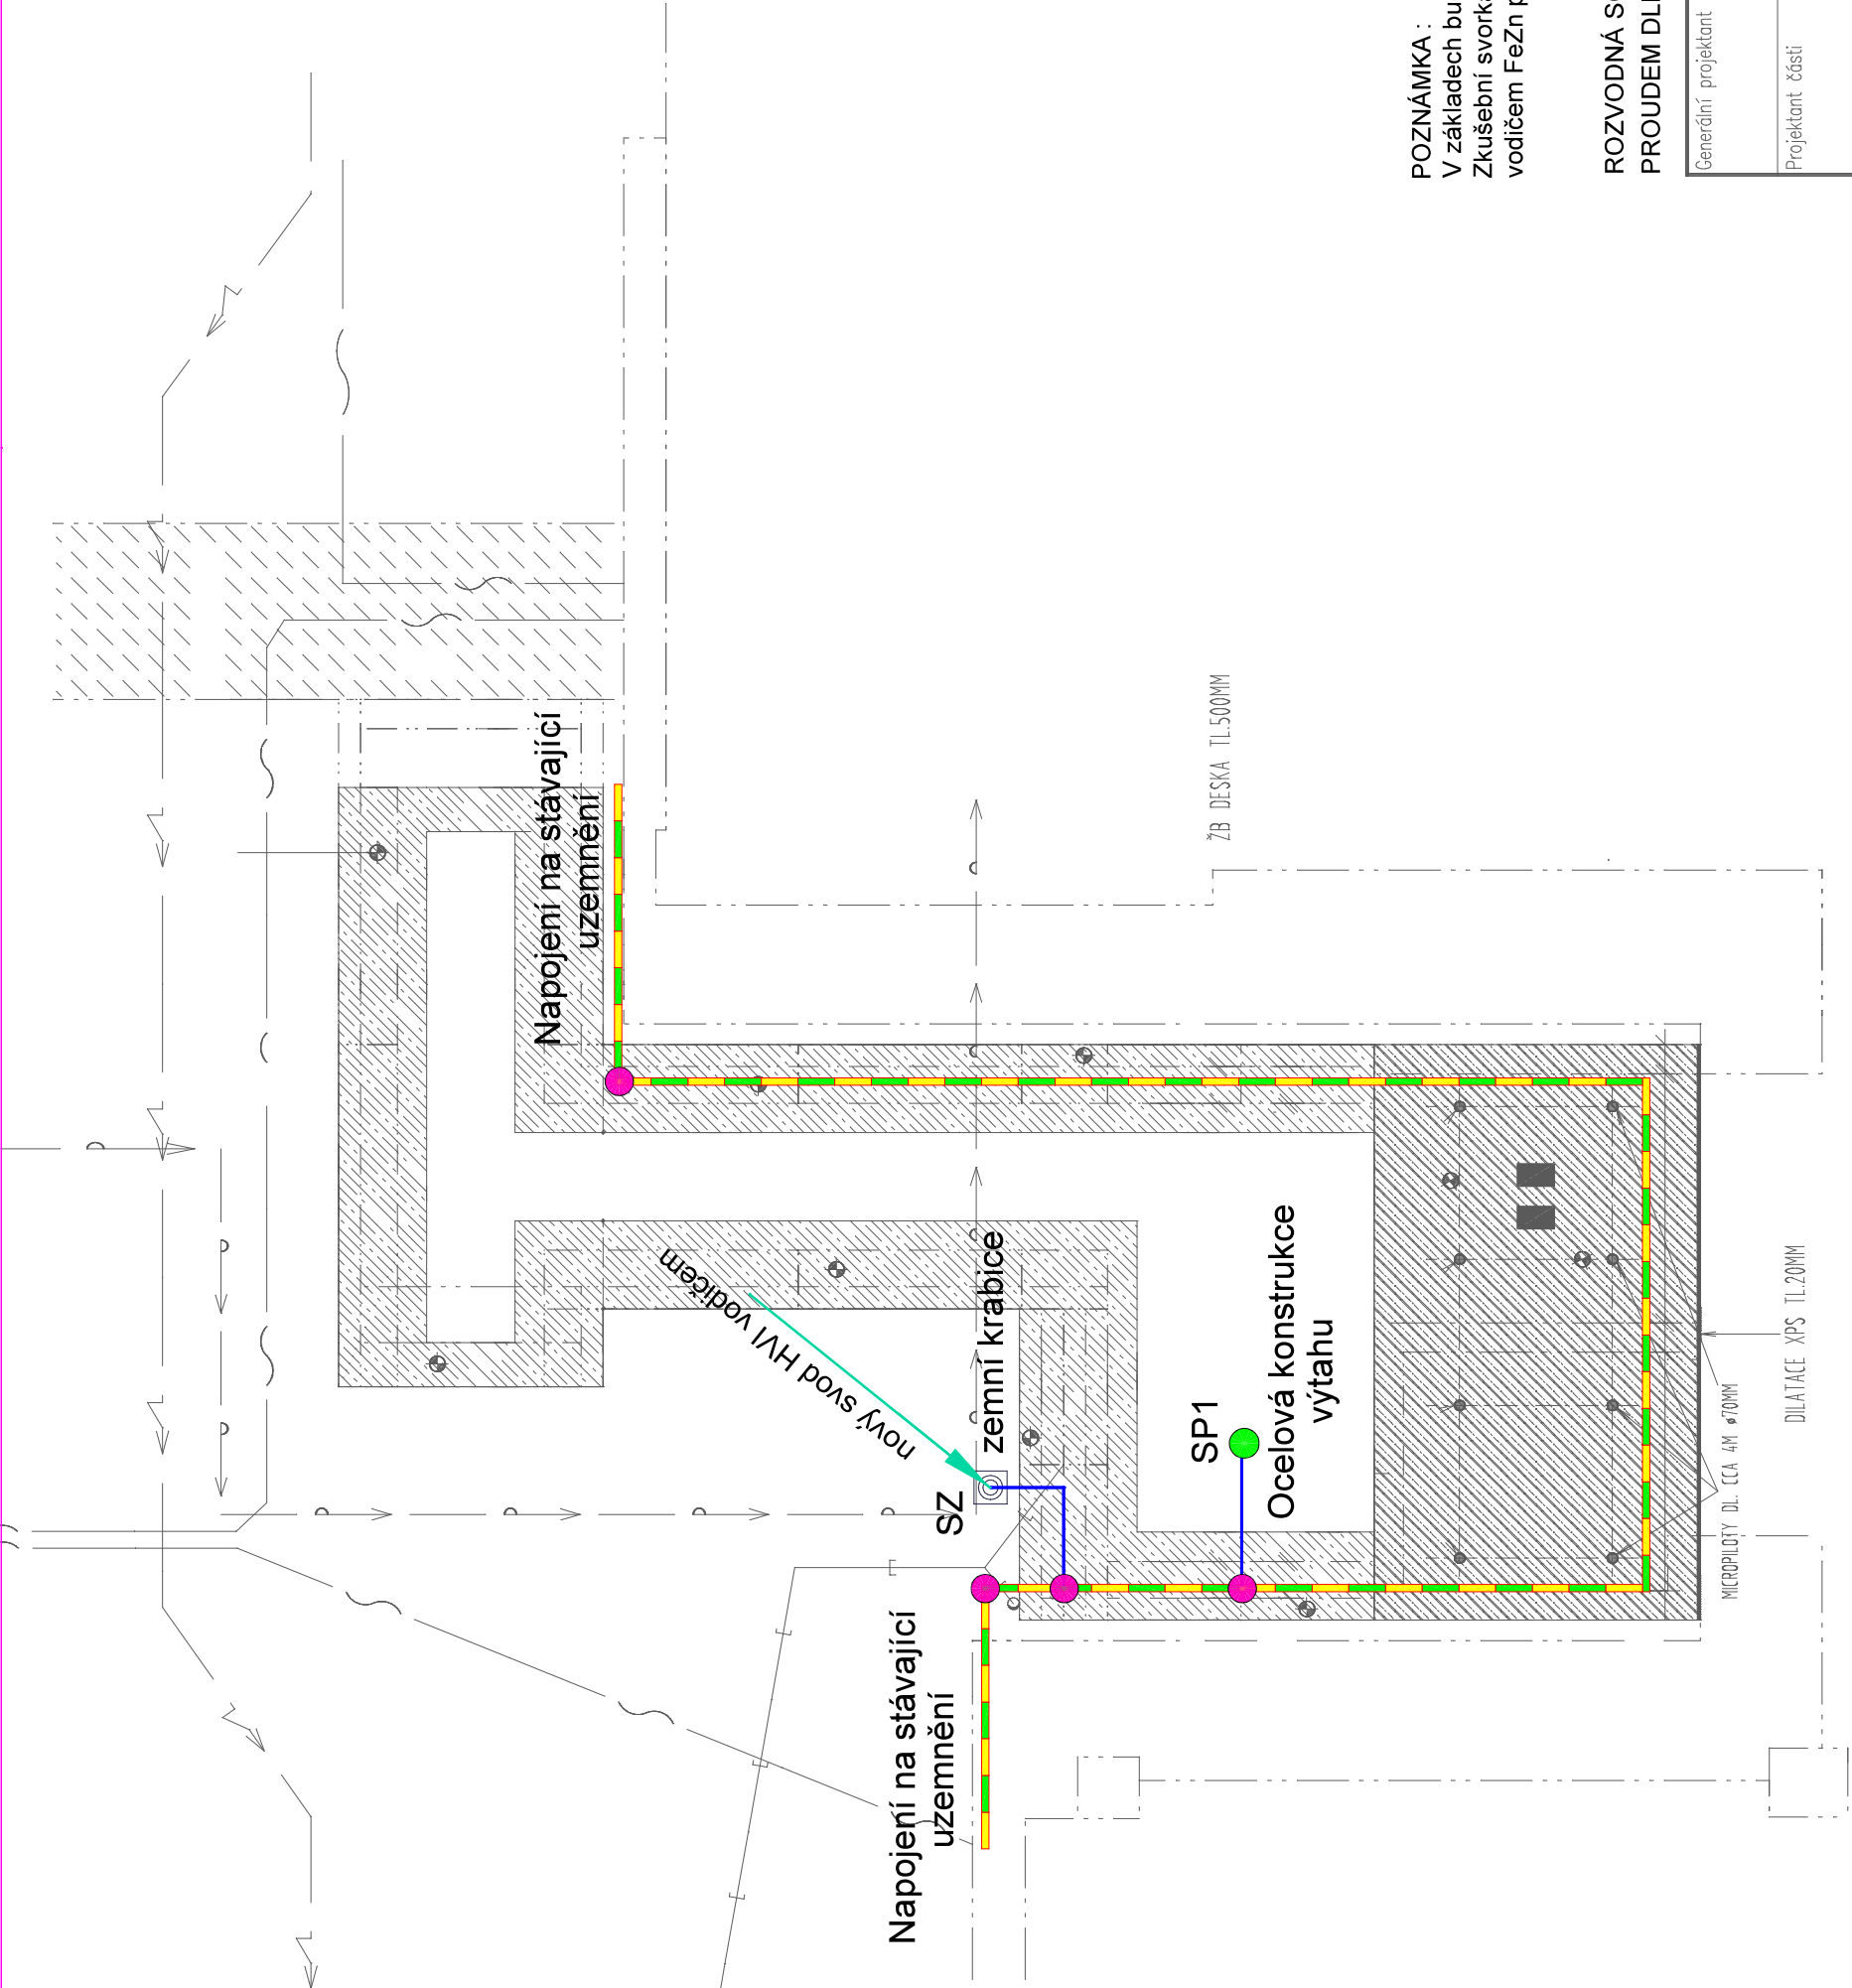 Napojení na stávající
uzemnění
nový svod HVI vodičem
zemní krabice
SZ
SP1
Ocelová konstrukce
výtahu
Napojení na stávající
uzemnění
ŽB DESKA TL.500MM
MICROPILOTY DL. CCA 4M ø70MM
DILATACE XPS TL.20MM
POZNÁMKA :
V základech bu
Zkušební svorka
vodičem FeZn p
ROZVODNÁ S
PROUDEM DL
Generální projektant
Projektant části